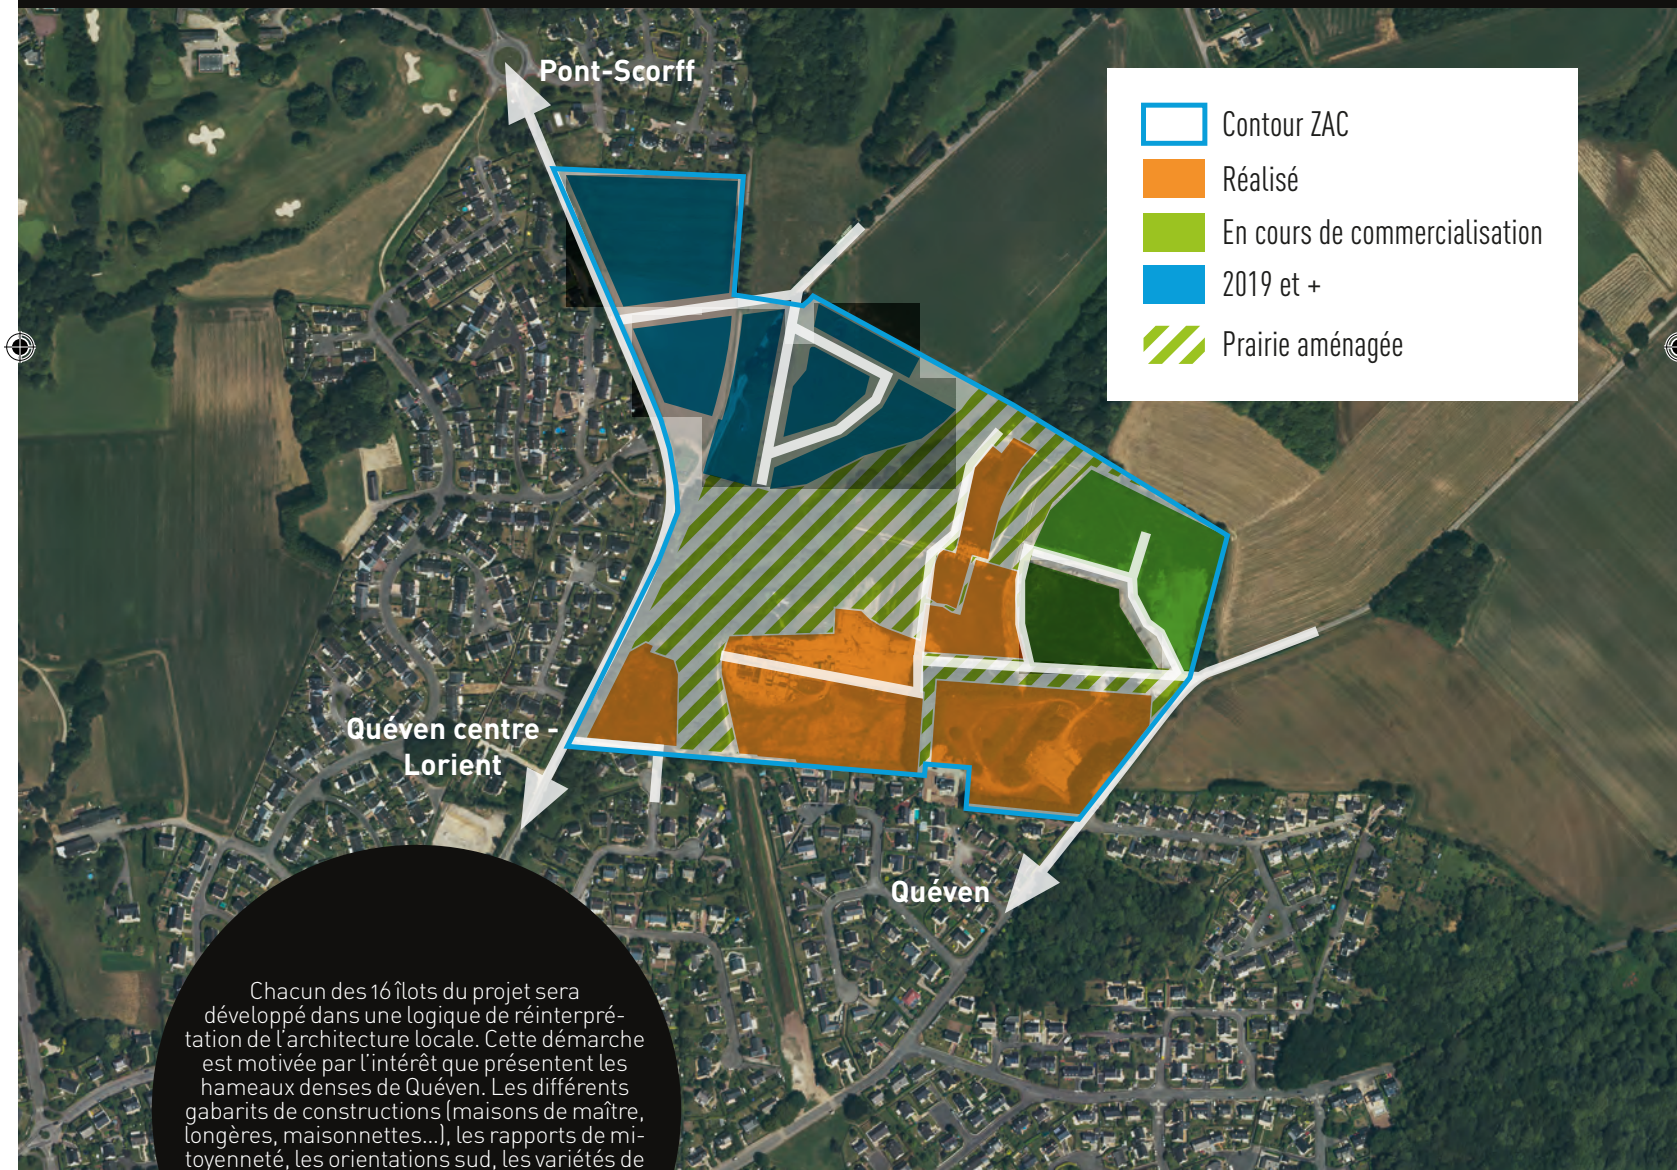 Pont-Scorff
Contour ZAC
Réalisé
En cours de commercialisation
2019 et +
Prairie aménagée
Quéven centre -
Lorient
Quéven
Chacun des 16 îlots du projet sera
développé dans une logique de réinterpré-
tation de l'architecture locale. Cette démarche
est motivée par l'intérêt que présentent les
hameaux denses de Quéven. Les différents
gabarits de constructions (maisons de maître,
longères, maisonnettes...), les rapports de mi-
toyenneté, les orientations sud, les variétés de